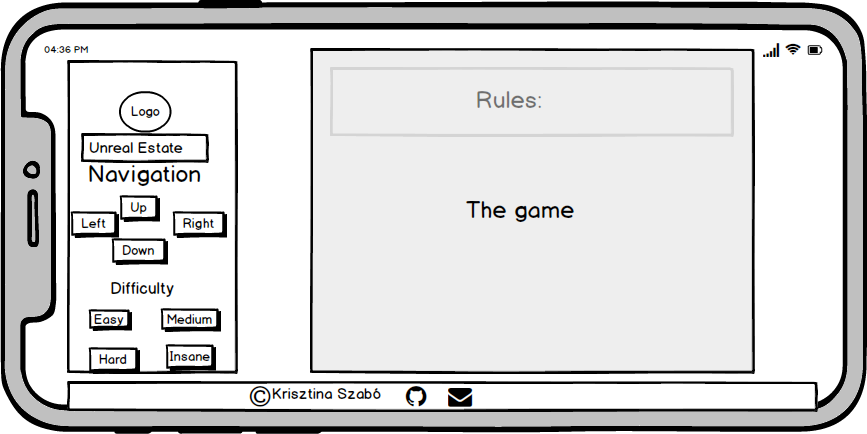 04:36 PM
Logo
Unreal Estate
Navigation
Up
Left
Right
Down
Difficulty
Easy
Medium
Hard
Insane
Rules:
The game
©Krisztina Szabó